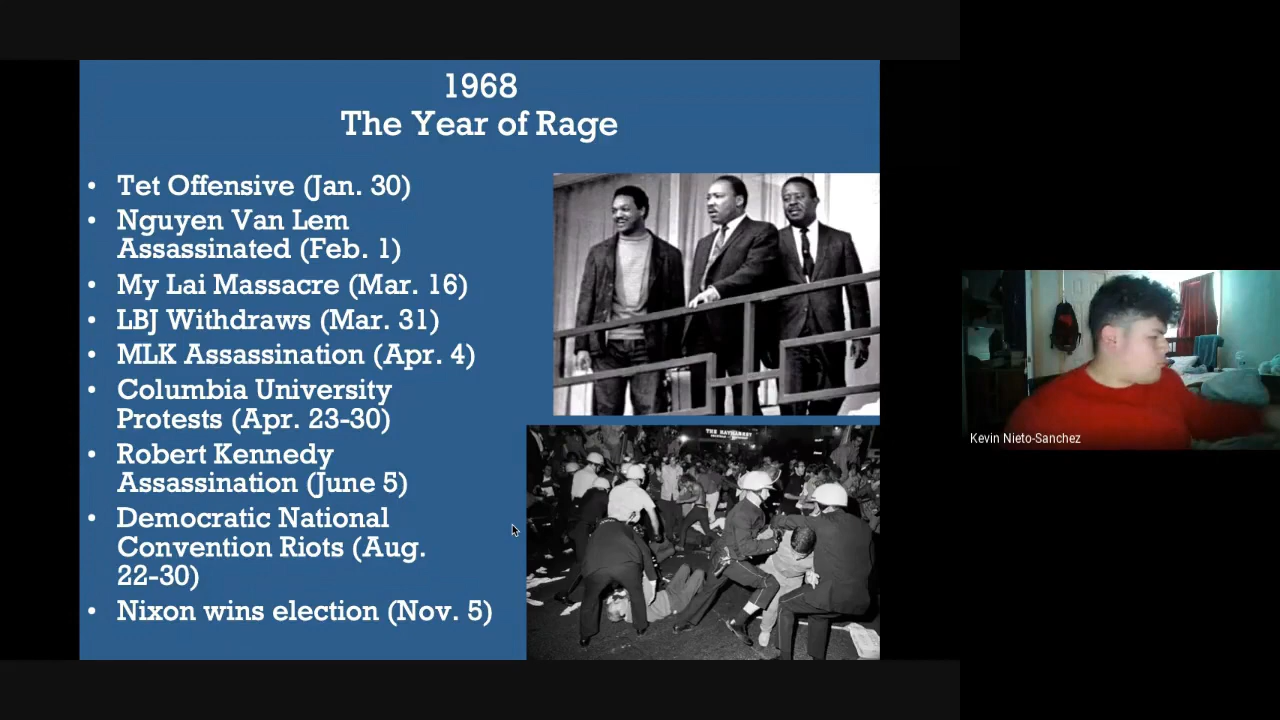 1968
The Year of Rage
• Tet Offensive (Jan. 30)
• Nguyen Van Lem
Assassinated (Feb. 1)
• My Lai Massacre (Mar. 16)
• LBJ Withdraws (Mar. 31)
• MLK Assassination (Apr. 4)
• Columbia University
Protests (Apr. 23-30)
• Robert Kennedy
Assassination (June 5)
• Democratic National
Convention Riots (Aug.
22-30)
• Nixon wins election (Nov. 5)
THE HAYMARKET
Kevin Nieto-Sanchez